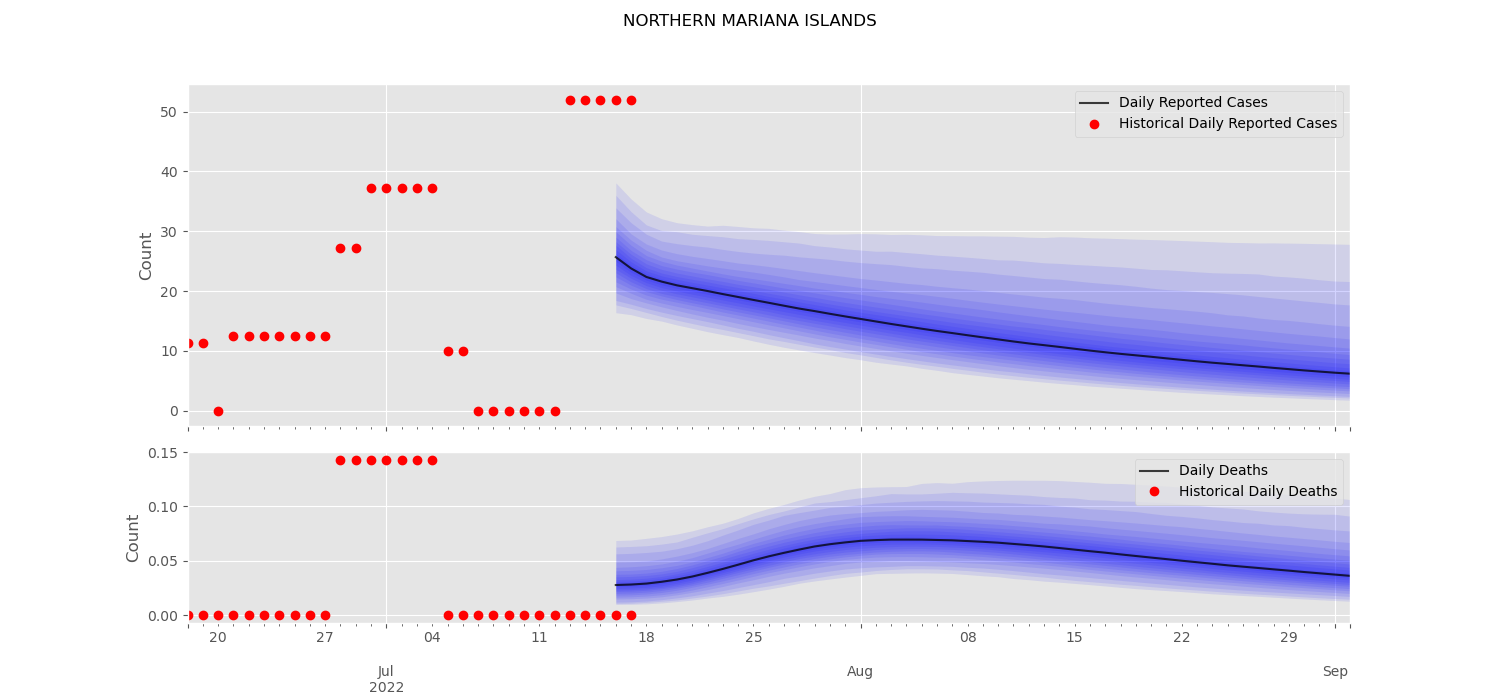 NORTHERN MARIANA ISLANDS
Daily Reported Cases
Historical Daily Reported Cases
50
40
30
20
10
0
Count
Daily Deaths
Historical Daily Deaths
0.15
0.10
0.05
0.00
Count
20 27 04 11 18 25 08 15 22 29
Jul Aug Sep
2022